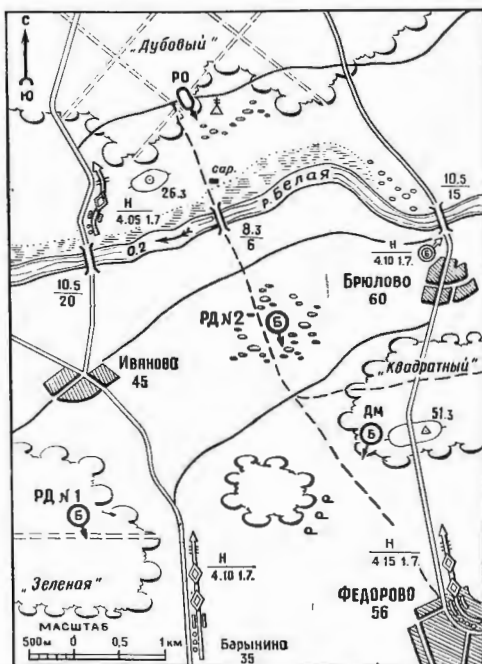 С
Ю
„Дубовый"
РО
сар.
26.3
Н
4.05 1.7.
р. Белая
0.2
10.5
15
8.3
6
Н
4.10 1.7.
Б
10.5
20
Брюлово
60
РД №2
Б
Иванова
45
„Квадратный"
Дм
Б
51.3
РД №1
Б
Р Р Р
„Зеленая"
Н
4.10 1.7.
Н
4 15 1.7.
ФЕДОРОВО
56
МАСШТАБ
500м 0 0,5 1 км
Барынина
35